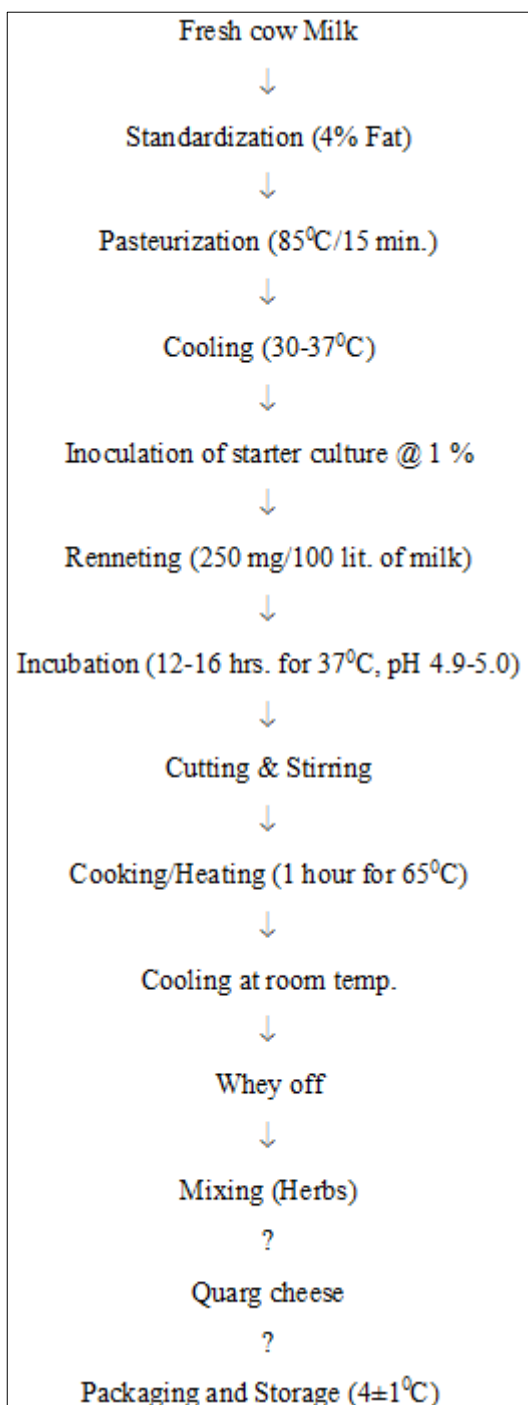 Fresh cow Milk
↓
Standardization (4% Fat)
↓
Pasteurization (85⁰C/15 min.)
↓
Cooling (30-37⁰C)
↓
Inoculation of starter culture @ 1 %
↓
Renneting (250 mg/100 lit. of milk)
↓
Incubation (12-16 hrs. for 37⁰C, pH 4.9-5.0)
↓
Cutting & Stirring
↓
Cooking/Heating (1 hour for 65⁰C)
↓
Cooling at room temp.
↓
Whey off
↓
Mixing (Herbs)
?
Quarg cheese
?
Packaging and Storage (4±1⁰C)